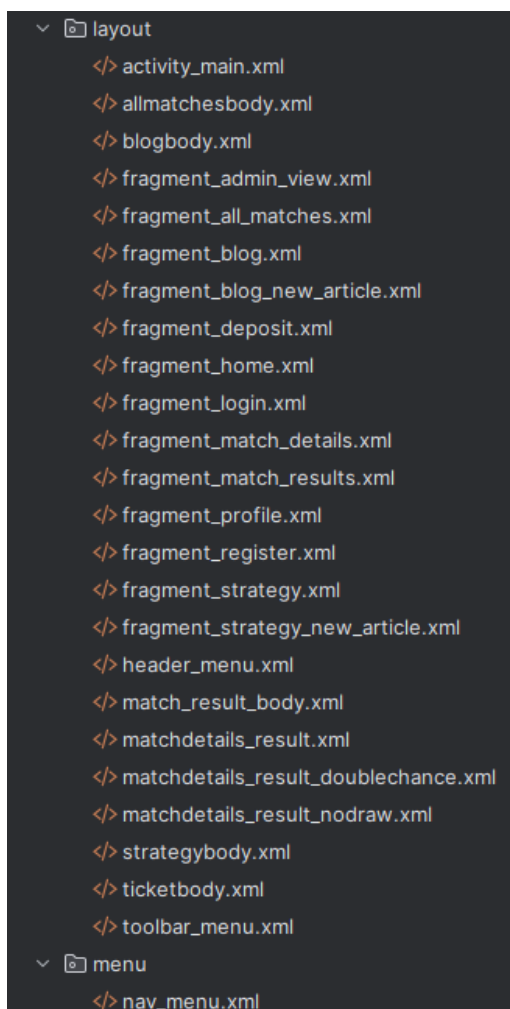 layout
</> activity_main.xml
</> allmatchesbody.xml
</> blogbody.xml
</> fragment_admin_view.xml
</> fragment_all_matches.xml
</> fragment_blog.xml
</> fragment_blog_new_article.xml
</> fragment_deposit.xml
</> fragment_home.xml
</> fragment_login.xml
</> fragment_match_details.xml
</> fragment_match_results.xml
</> fragment_profile.xml
</> fragment_register.xml
</> fragment_strategy.xml
</> fragment_strategy_new_article.xml
</> header_menu.xml
</> match_result_body.xml
</> matchdetails_result.xml
</> matchdetails_result_doublechance.xml
</> matchdetails_result_nodraw.xml
</> strategybody.xml
</> ticketbody.xml
</> toolbar_menu.xml
menu
</> nav_menu.xml